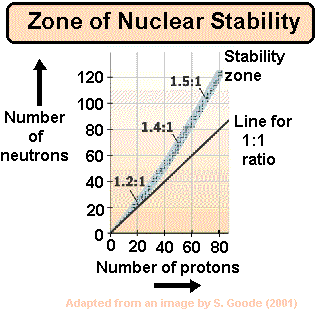 Zone of Nuclear Stability
Stability
zone
120
100
80
60
40
20
0
Number
of
neutrons
1.5:1
1.4:1
1.2:1
Line for
1:1
ratio
0 20 40 60 80
Number of protons
Adapted from an image by S. Goode (2001)